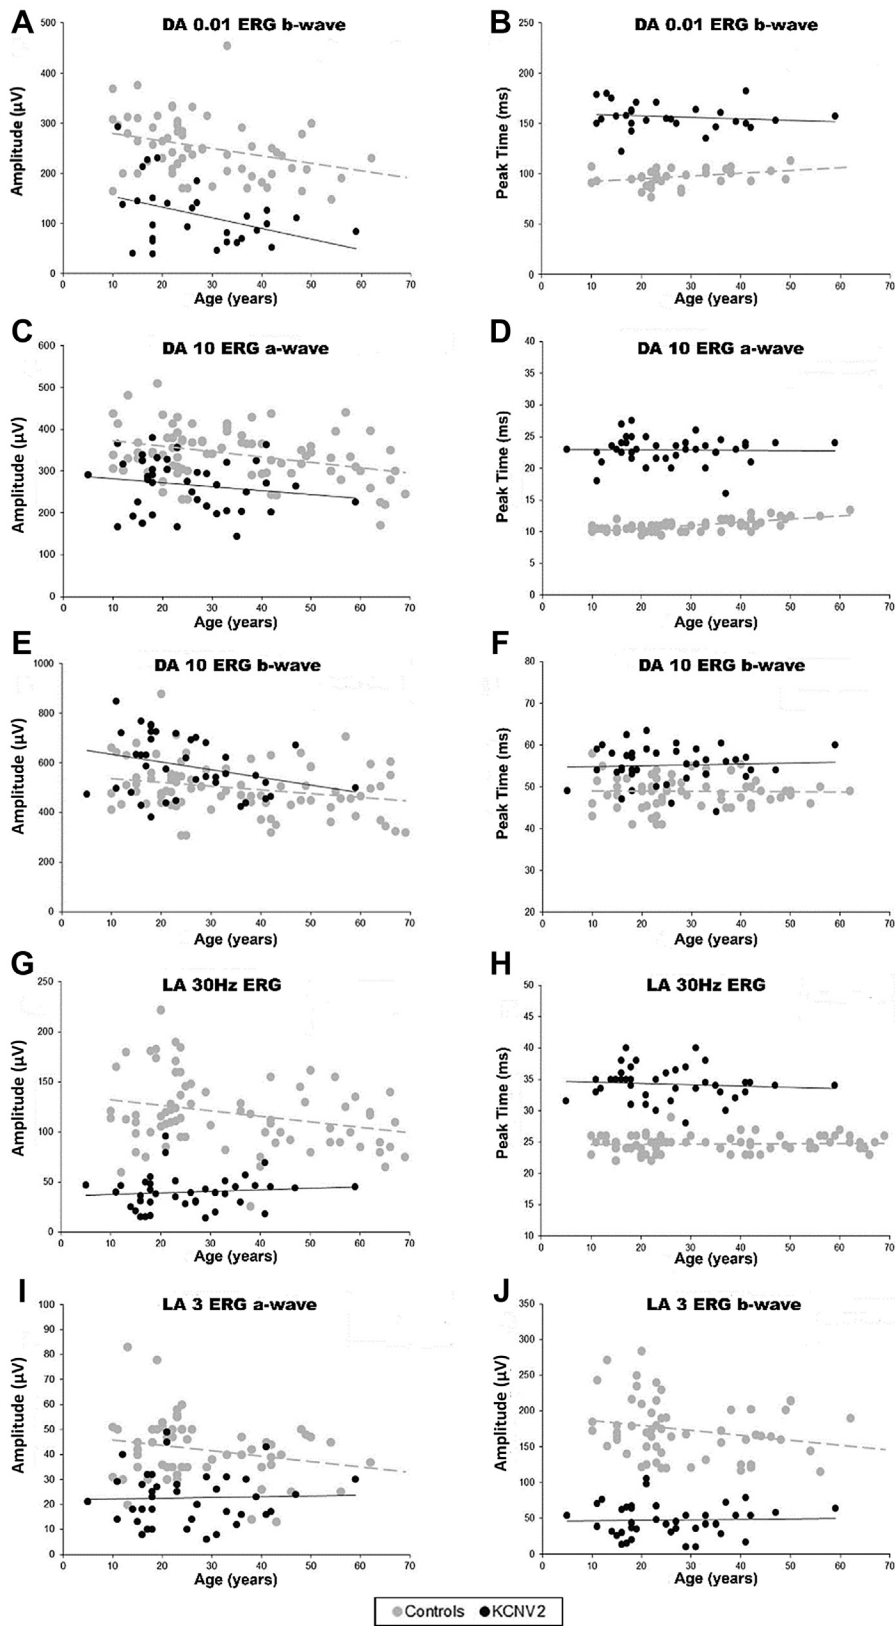 A
DA 0.01 ERG b-wave
Amplitude (µV)
500
400
300
200
100
0
0 10 20 30 40 50 60 70
Age (years)
B
DA 0.01 ERG b-wave
Peak Time (ms)
250
200
150
100
50
0
0 10 20 30 40 50 60 70
Age (years)
C
DA 10 ERG a-wave
Amplitude (µV)
600
500
400
300
200
100
0
0 10 20 30 40 50 60 70
Age (years)
D
DA 10 ERG a-wave
Peak Time (ms)
40
35
30
25
20
15
10
5
0
0 10 20 30 40 50 60 70
Age (years)
E
DA 10 ERG b-wave
Amplitude (µV)
1000
800
600
400
200
0
0 10 20 30 40 50 60 70
Age (years)
F
DA 10 ERG b-wave
Peak Time (ms)
80
70
60
50
40
30
20
0 10 20 30 40 50 60 70
Age (years)
G
LA 30Hz ERG
Amplitude (µV)
250
200
150
100
50
0
0 10 20 30 40 50 60 70
Age (years)
H
LA 30Hz ERG
Peak Time (ms)
50
45
40
35
30
25
20
15
10
0 10 20 30 40 50 60 70
Age (years)
I
LA 3 ERG a-wave
Amplitude (µV)
100
90
80
70
60
50
40
30
20
10
0
0 10 20 30 40 50 60 70
Age (years)
J
LA 3 ERG b-wave
Amplitude (µV)
350
300
250
200
150
100
50
0
0 10 20 30 40 50 60 70
Age (years)
Controls KCNV2